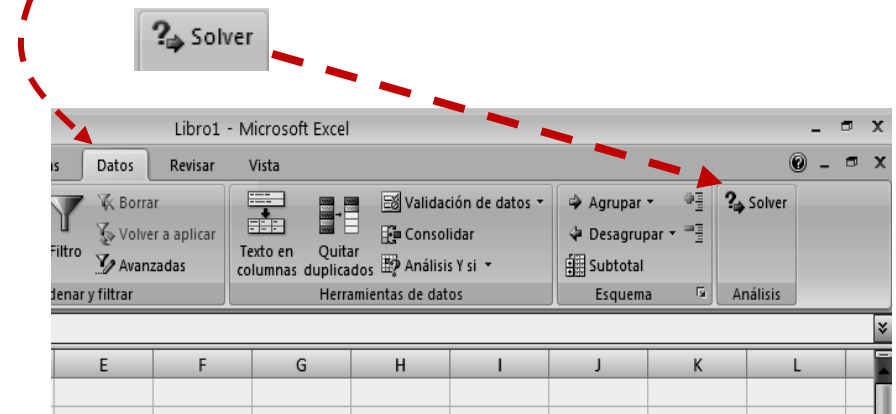 Solver
Libro1 - Microsoft Excel
Datos Revisar Vista
Borrar
Volver a aplicar
Filtro
Avanzadas
Texto en columnas
Quitar duplicados
Validación de datos
Consolidar
Análisis Y si
Agrupar
Desagrupar
Subtotal
Solver
denar y filtrar Herramientas de datos Esquema Análisis
E F G H I J K L